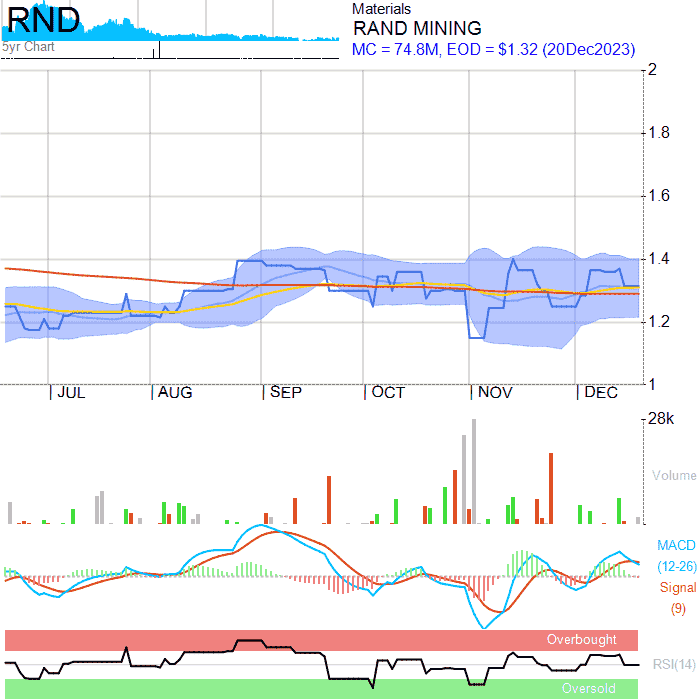 RND
5yr Chart
Materials
RAND MINING
MC = 74.8M, EOD = $1.32 (20Dec2023)
2
1.8
1.6
1.4
1.2
1
JUL AUG SEP OCT NOV DEC
28k
Volume
MACD
(12-26)
Signal
(9)
Overbought
RSI(14)
Oversold